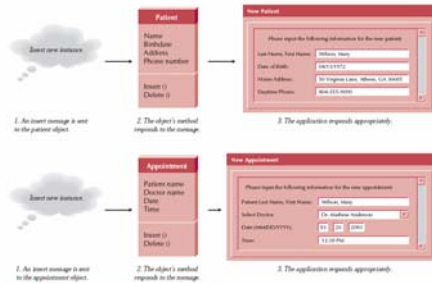 Insert new instance.
Patient
Name
Birthdate
Address
Phone number
Insert ()
Delete ()
New Patient
Please input the following information for the new patient:
Last Name, First Name: Wilson, Mary
Date of Birth:
Home Address:
Daytime Phone:
1. An insert message is sent
to the patient object.
2. The object's method
responds to the message.
3. The application responds appropriately.
Insert new instance.
Appointment
Patient name
Doctor name
Date
Time
Insert ()
Delete ()
New Appointment
Please input the following information for the new appointment:
Patient Last Name, First Name: Wilson, Mary
Select Doctor: Dr. Mathew Anderson
Date (MM/DD/YYYY):
Time: 12:30 PM
1. An insert message is sent
to the appointment object.
2. The object's method
responds to the message.
3. The application responds appropriately.